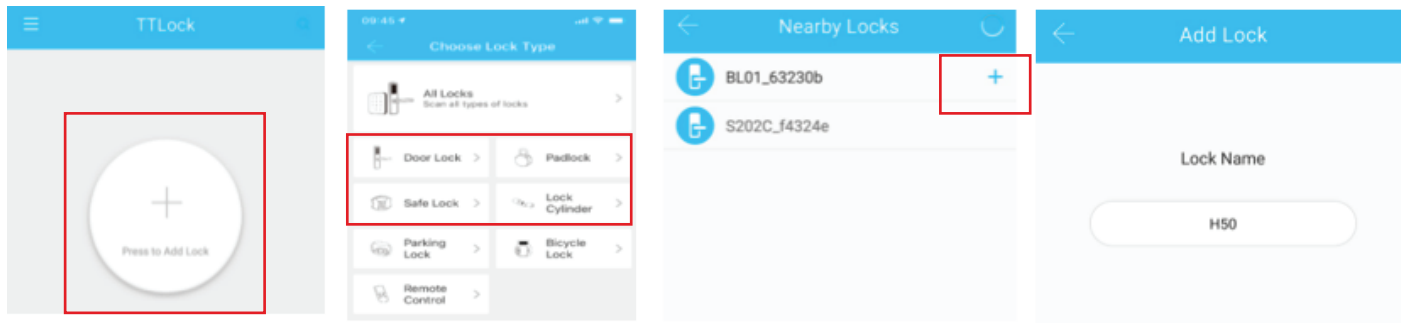 TTLock
Press to Add Lock
09:45
Choose Lock Type
All Locks
Scan all types of locks
Door Lock
Padlock
Safe Lock
Lock
Cylinder
Parking
Lock
Bicycle
Lock
Remote
Control
Nearby Locks
BL01_63230b
S202C_f4324e
Add Lock
Lock Name
H50